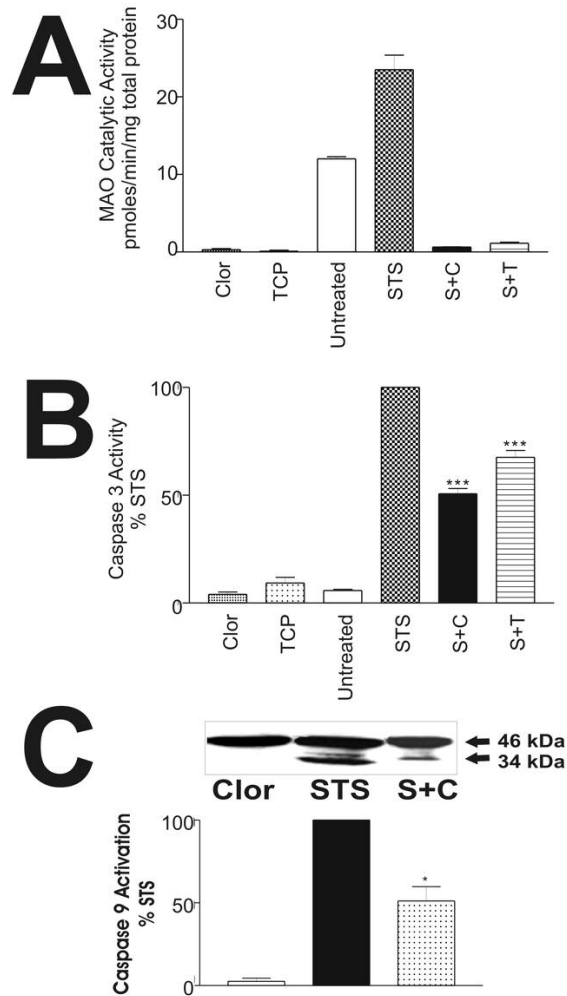 A
MAO Catalytic Activity
pmoles/min/mg total protein
30
20
10
0
Clor
TCP
Untreated
STS
S+C
S+T
B
Caspase 3 Activity
% STS
100
50
0
***
***
Clor
TCP
Untreated
STS
S+C
S+T
C
46 kDa
34 kDa
Clor STS S+C
Caspase 9 Activation
% STS
100
50
0
*